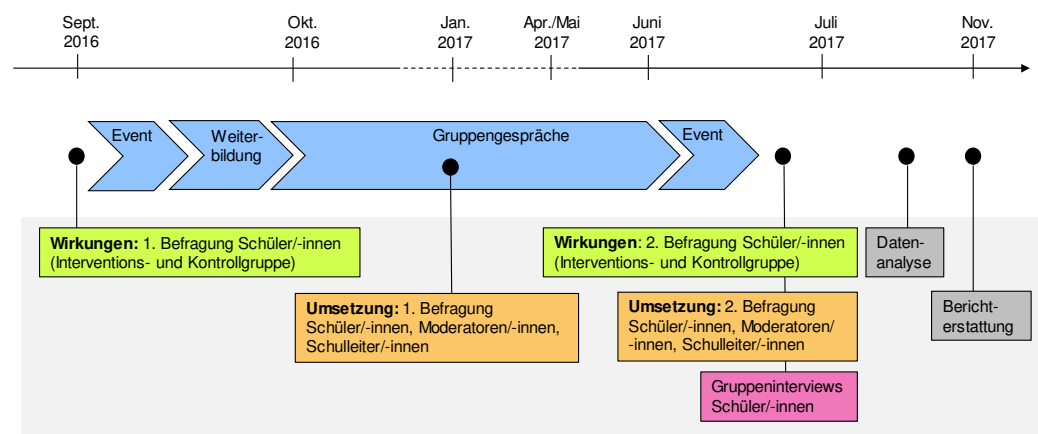 Sept.
2016
Okt.
2016
Jan.
2017
Apr./Mai
2017
Juni
2017
Juli
2017
Nov.
2017
Event
Weiter-
bildung
Gruppengespräche
Event
Wirkungen: 1. Befragung Schüler/-innen
(Interventions- und Kontrollgruppe)
Wirkungen: 2. Befragung Schüler/-innen
(Interventions- und Kontrollgruppe)
Daten-
analyse
Umsetzung: 1. Befragung
Schüler/-innen, Moderatoren/-innen,
Schulleiter/-innen
Umsetzung: 2. Befragung
Schüler/-innen, Moderatoren/
-innen, Schulleiter/-innen
Bericht-
erstattung
Gruppeninterviews
Schüler/-innen